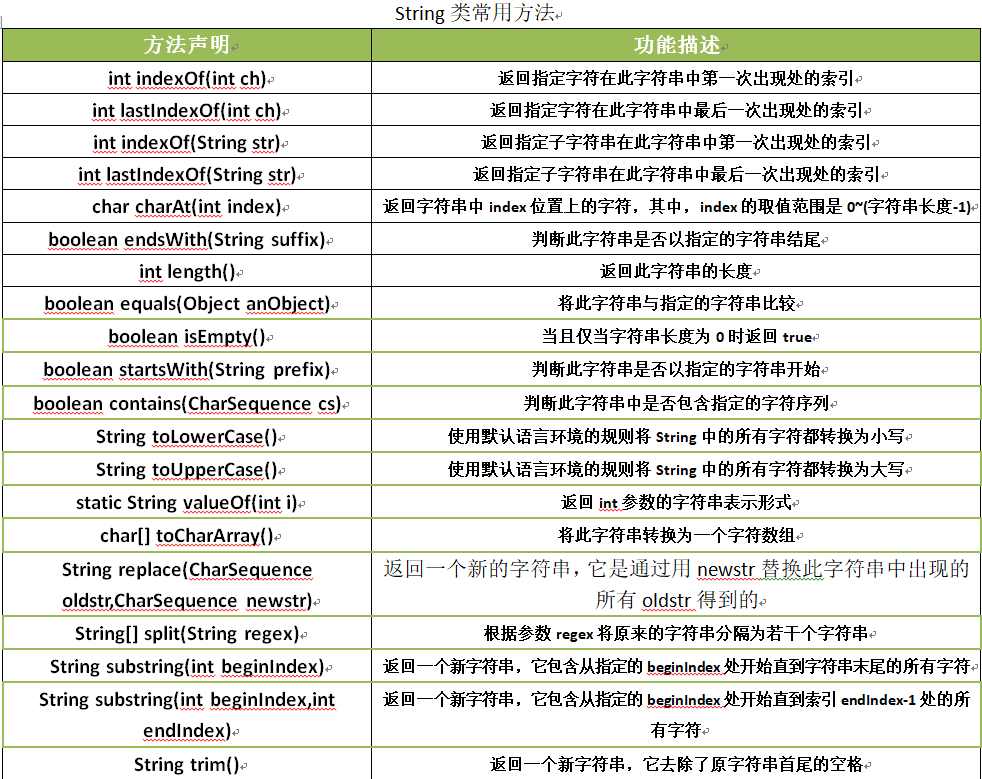 String 类常用方法
方法声明 功能描述
int indexOf(int ch) 返回指定字符在此字符串中第一次出现处的索引
int lastIndexOf(int ch) 返回指定字符在此字符串中最后一次出现处的索引
int indexOf(String str) 返回指定子字符串在此字符串中第一次出现处的索引
int lastIndexOf(String str) 返回指定子字符串在此字符串中最后一次出现处的索引
char charAt(int index) 返回字符串中 index 位置上的字符，其中，index 的取值范围是 0~(字符串长度-1)
boolean endsWith(String suffix) 判断此字符串是否以指定的字符串结尾
int length() 返回此字符串的长度
boolean equals(Object anObject) 将此字符串与指定的字符串比较
boolean isEmpty() 当且仅当字符串长度为 0 时返回 true
boolean startsWith(String prefix) 判断此字符串是否以指定的字符串开始
boolean contains(CharSequence cs) 判断此字符串中是否包含指定的字符序列
String toLowerCase() 使用默认语言环境的规则将 String 中的所有字符都转换为小写
String toUpperCase() 使用默认语言环境的规则将 String 中的所有字符都转换为大写
static String valueOf(int i) 返回 int 参数的字符串表示形式
char[] toCharArray() 将此字符串转换为一个字符数组
String replace(CharSequence
oldstr,CharSequence newstr)
返回一个新的字符串，它是通过用 newstr 替换此字符串中出现的
所有 oldstr 得到的
String[] split(String regex) 根据参数 regex 将原来的字符串分隔为若干个字符串
String substring(int beginIndex) 返回一个新字符串，它包含从指定的 beginIndex 处开始直到字符串末尾的所有字符
String substring(int beginIndex,int
endIndex)
返回一个新字符串，它包含从指定的 beginIndex 处开始直到索引 endIndex-1 处的所
有字符
String trim() 返回一个新字符串，它去除了原字符串首尾的空格